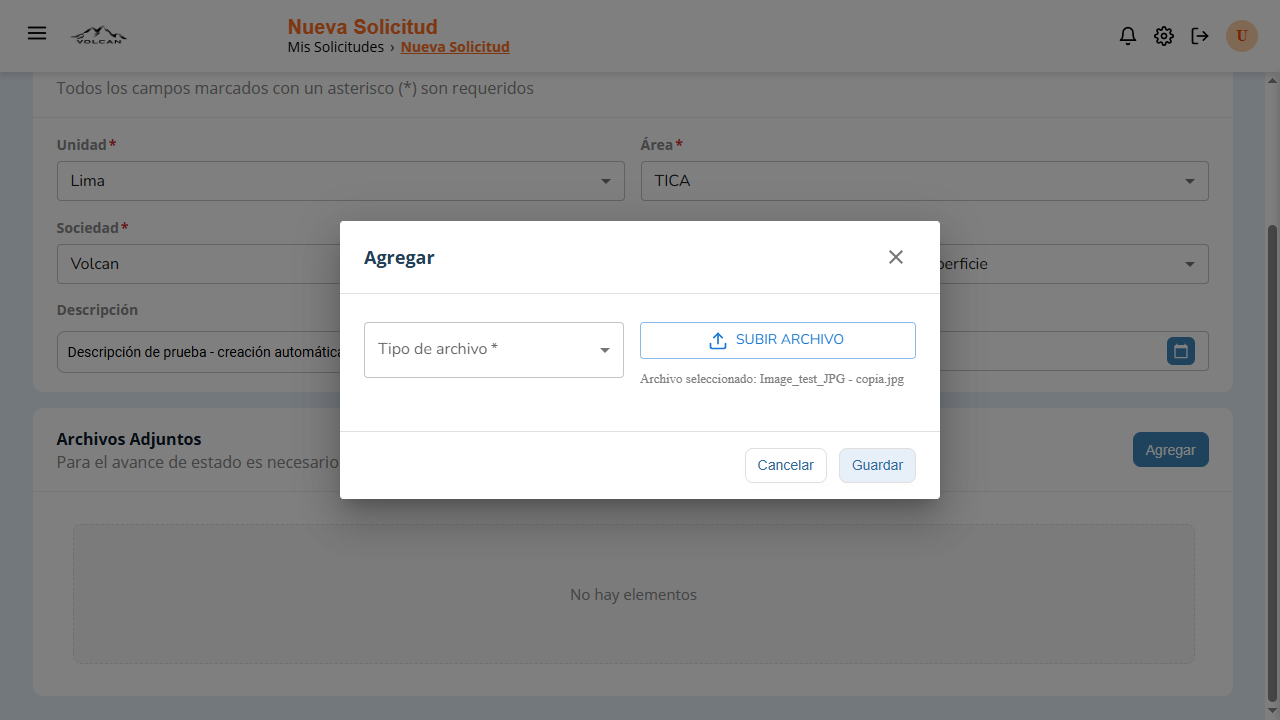 VOLCAN
Nueva Solicitud
Mis Solicitudes › Nueva Solicitud
U
Todos los campos marcados con un asterisco (*) son requeridos
Unidad*
Área*
Lima
TICA
Sociedad*
Volcan
perficie
Descripción
Descripción de prueba - creación automática
Agregar
Tipo de archivo *
SUBIR ARCHIVO
Archivo seleccionado: Image_test_JPG - copia.jpg
Cancelar
Guardar
Archivos Adjuntos
Para el avance de estado es necesario
Agregar
No hay elementos